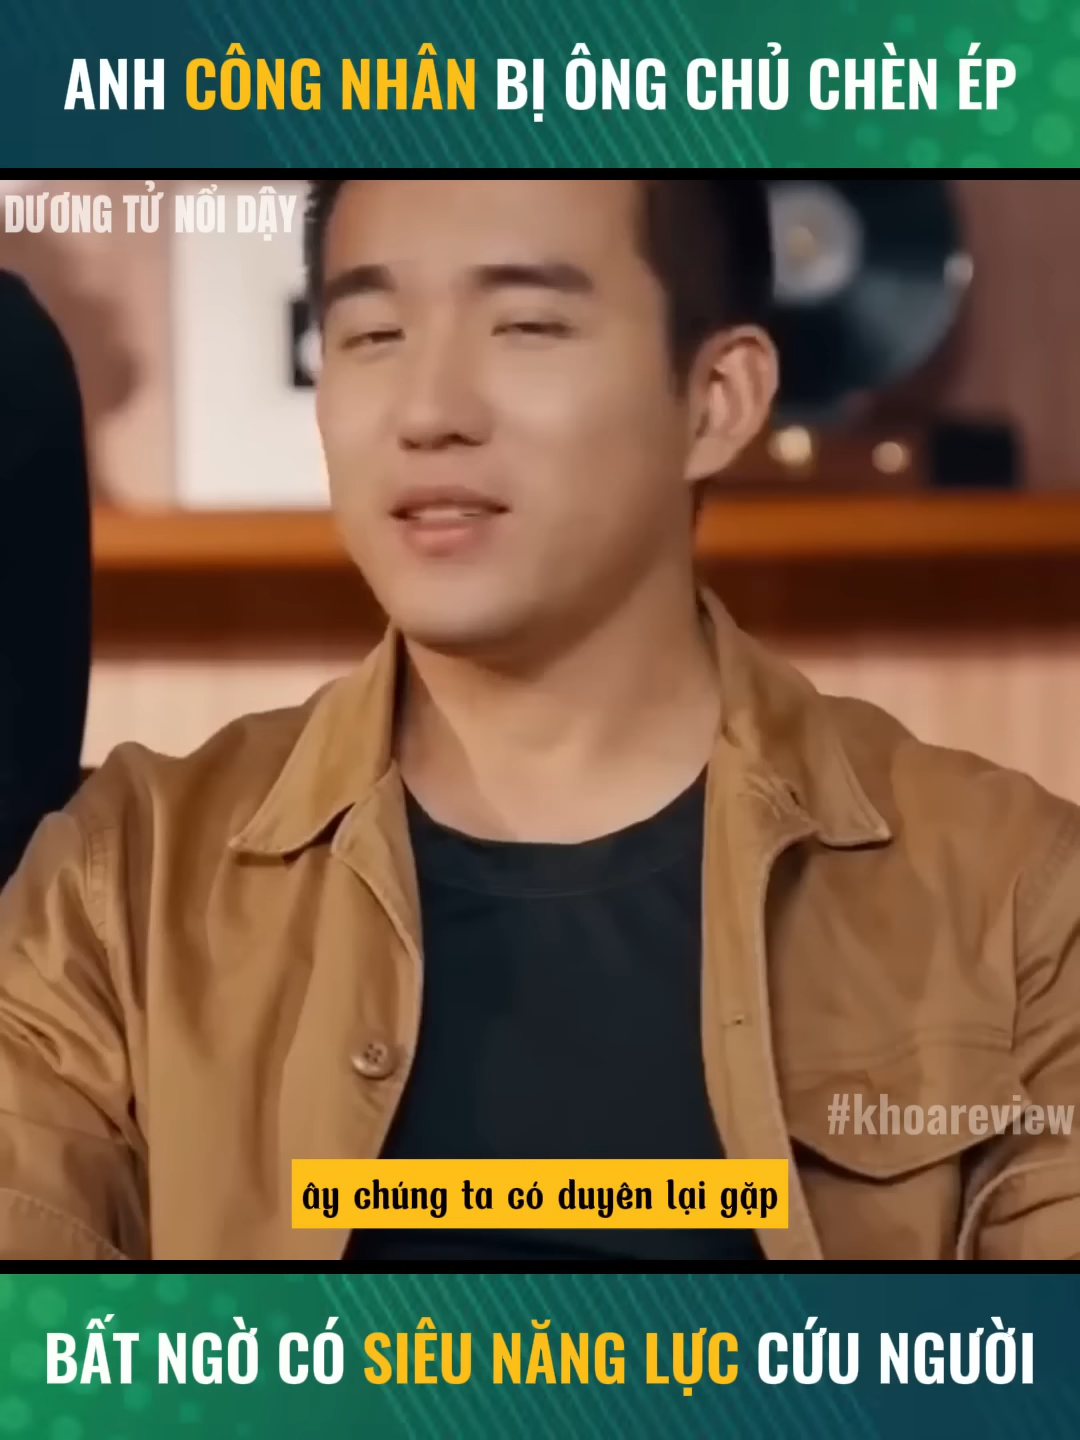 ANH CÔNG NHÂN BỊ ÔNG CHỦ CHÈN ÉP
DƯƠNG TỬ NỔI DẬY
#khoareview
ây chúng ta có duyên lại gặp
BẤT NGỜ CÓ SIÊU NĂNG LỰC CỨU NGƯỜI